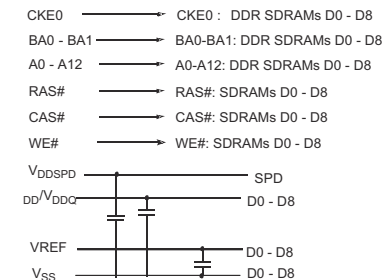 CKE0 CKE0 : DDR SDRAMs D0 - D8
BA0 - BA1 BA0-BA1: DDR SDRAMs D0 - D8
A0 - A12 A0-A12: DDR SDRAMs D0 - D8
RAS# RAS#: SDRAMs D0 - D8
CAS# CAS#: SDRAMs D0 - D8
WE# WE#: SDRAMs D0 - D8
VDDSPD SPD
DD/VDDQ D0 - D8
VREF D0 - D8
VSS D0 - D8